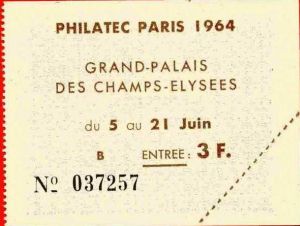 PHILATEC PARIS 1964
GRAND-PALAIS
DES CHAMPS-ELYSEES
du 5 au 21 Juin
B ENTREE: 3 F.
Nº 037257